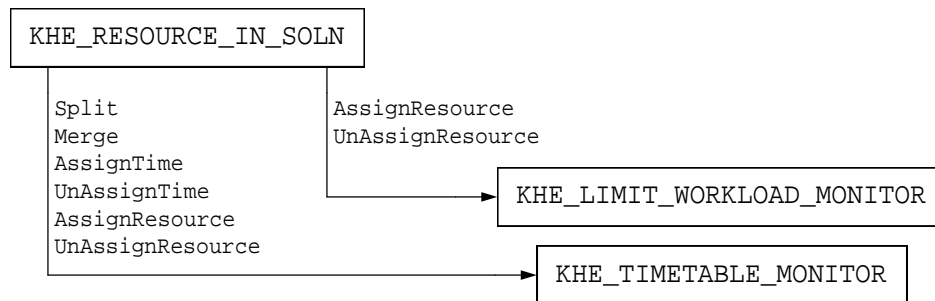 KHE_RESOURCE_IN_SOLN
Split
Merge
AssignTime
UnAssignTime
AssignResource
UnAssignResource
AssignResource
UnAssignResource
KHE_LIMIT_WORKLOAD_MONITOR
KHE_TIMETABLE_MONITOR